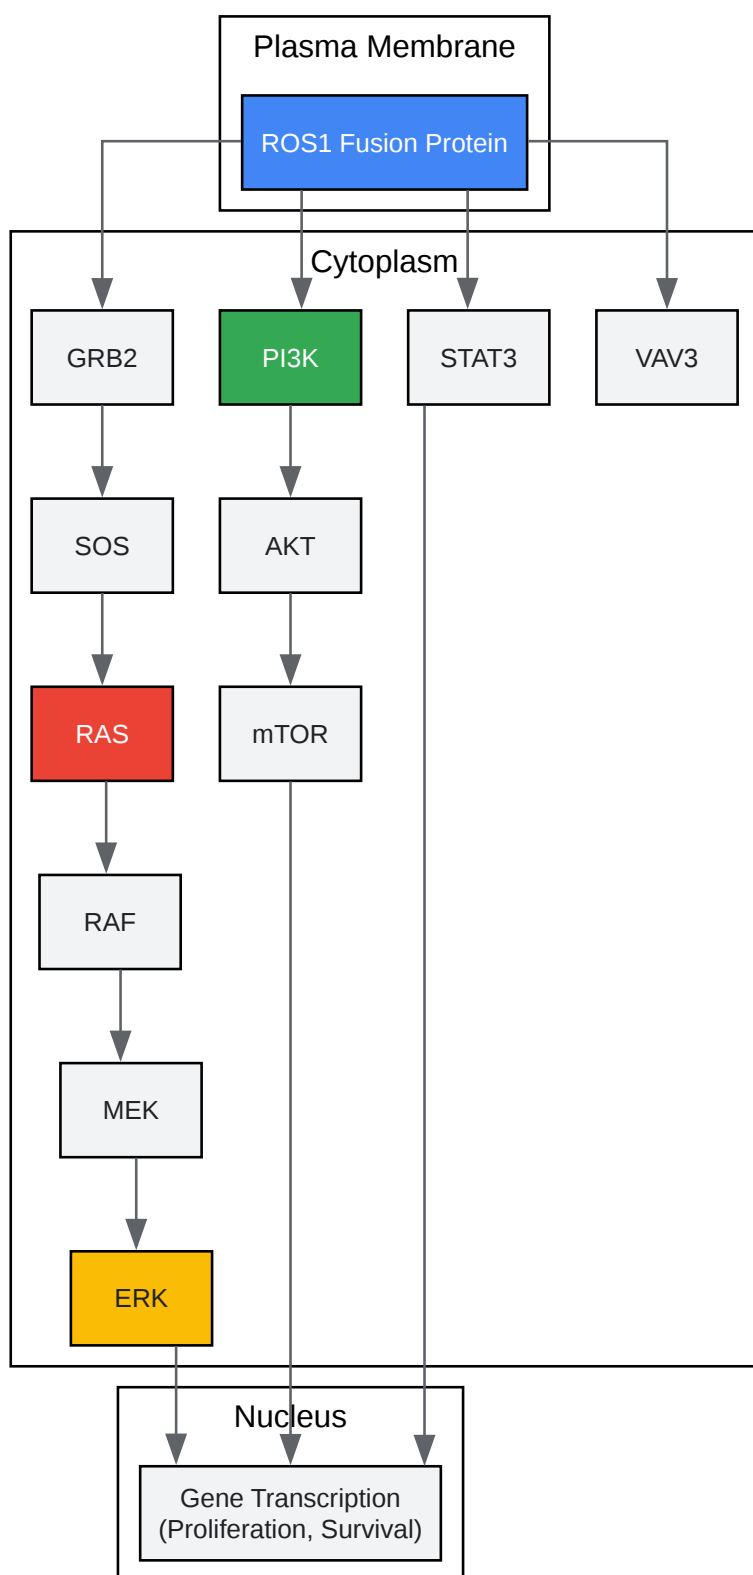 Plasma Membrane
ROS1 Fusion Protein
Cytoplasm
GRB2
PI3K
STAT3
VAV3
SOS
AKT
RAS
mTOR
RAF
MEK
ERK
Nucleus
Gene Transcription
(Proliferation, Survival)